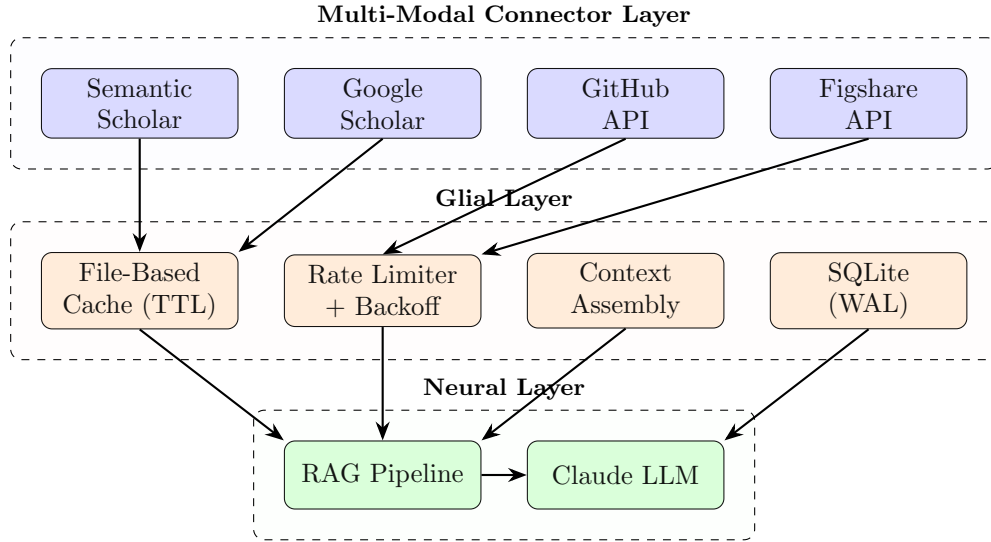 Multi-Modal Connector Layer
Semantic
Scholar
Google
Scholar
GitHub
API
Figshare
API
Glial Layer
File-Based
Cache (TTL)
Rate Limiter
+ Backoff
Context
Assembly
SQLite
(WAL)
Neural Layer
RAG Pipeline
Claude LLM